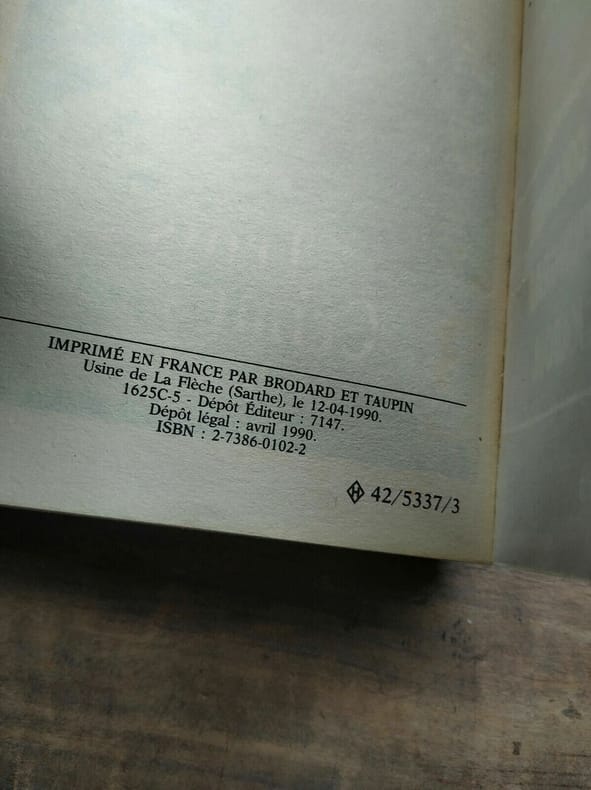 IMPRIMÉ EN FRANCE PAR BRODARD ET TAUPIN
Usine de La Flèche (Sarthe), le 12-04-1990.
1625C-5 - Dépôt Éditeur : 7147.
Dépôt légal : avril 1990.
ISBN : 2-7386-0102-2
H 42/5337/3